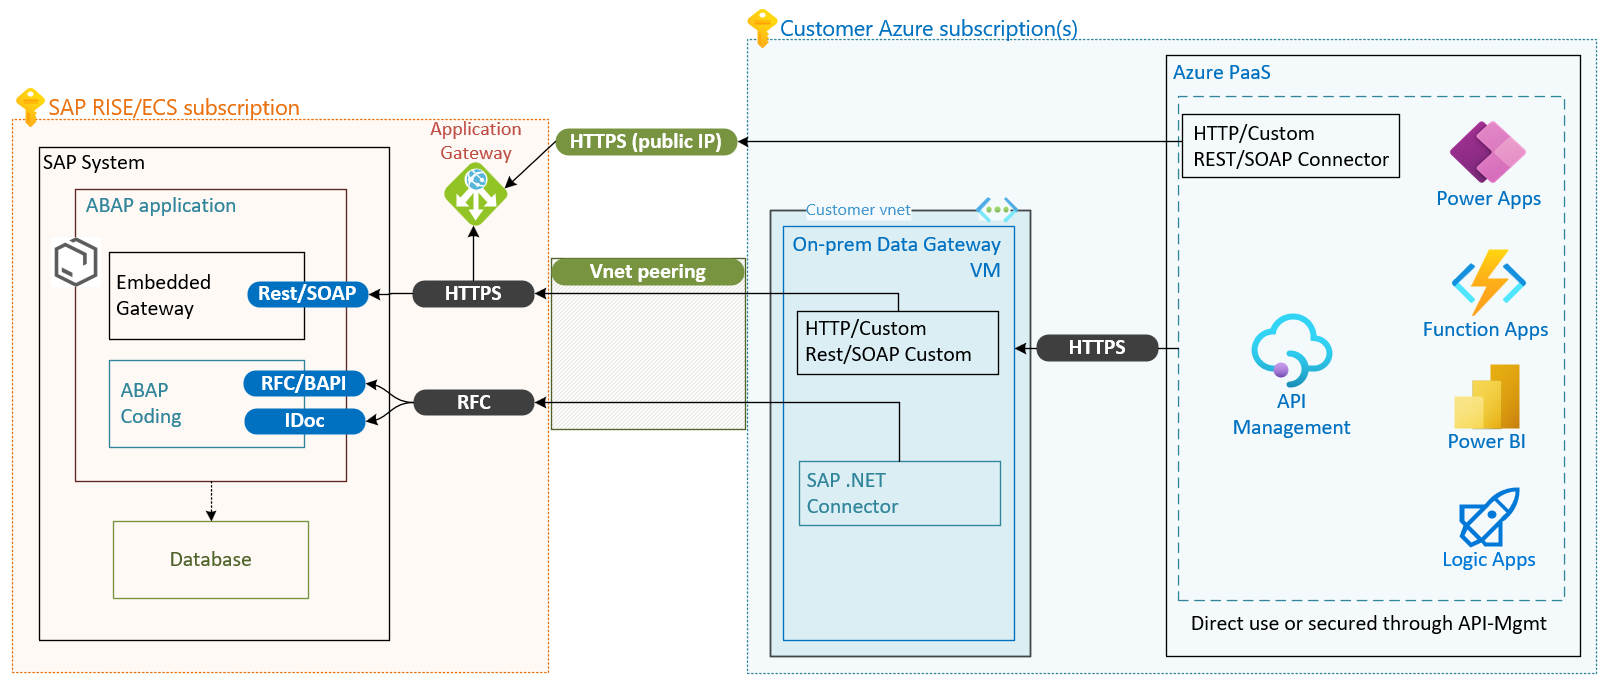 Customer Azure subscription(s)
Azure PaaS
SAP RISE/ECS subscription
Application
Gateway
HTTPS (public IP)
HTTP/Custom
REST/SOAP Connector
SAP System
ABAP application
Power Apps
Customer vnet
On-prem Data Gateway
VM
Embedded
Gateway
Rest/SOAP
HTTPS
Vnet peering
HTTP/Custom
Rest/SOAP Custom
HTTPS
Function Apps
ABAP
Coding
RFC/BAPI
IDoc
RFC
API
Management
Power BI
SAP .NET
Connector
Database
Logic Apps
Direct use or secured through API-Mgmt